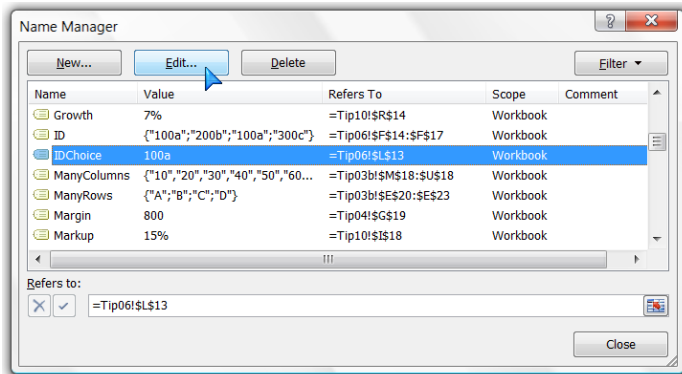 Name Manager
New... Edit... Delete Filter
Name Value Refers To Scope Comment
Growth 7% =Tip10!$R$14 Workbook
ID {"100a";"200b";"100a";"300c"} =Tip06!$F$14:$F$17 Workbook
IDChoice 100a =Tip06!$L$13 Workbook
ManyColumns {"10","20","30","40","50","60... =Tip03b!$M$18:$U$18 Workbook
ManyRows {"A";"B";"C";"D"} =Tip03b!$E$20:$E$23 Workbook
Margin 800 =Tip04!$G$19 Workbook
Markup 15% =Tip10!$I$18 Workbook
Refers to:
=Tip06!$L$13
Close